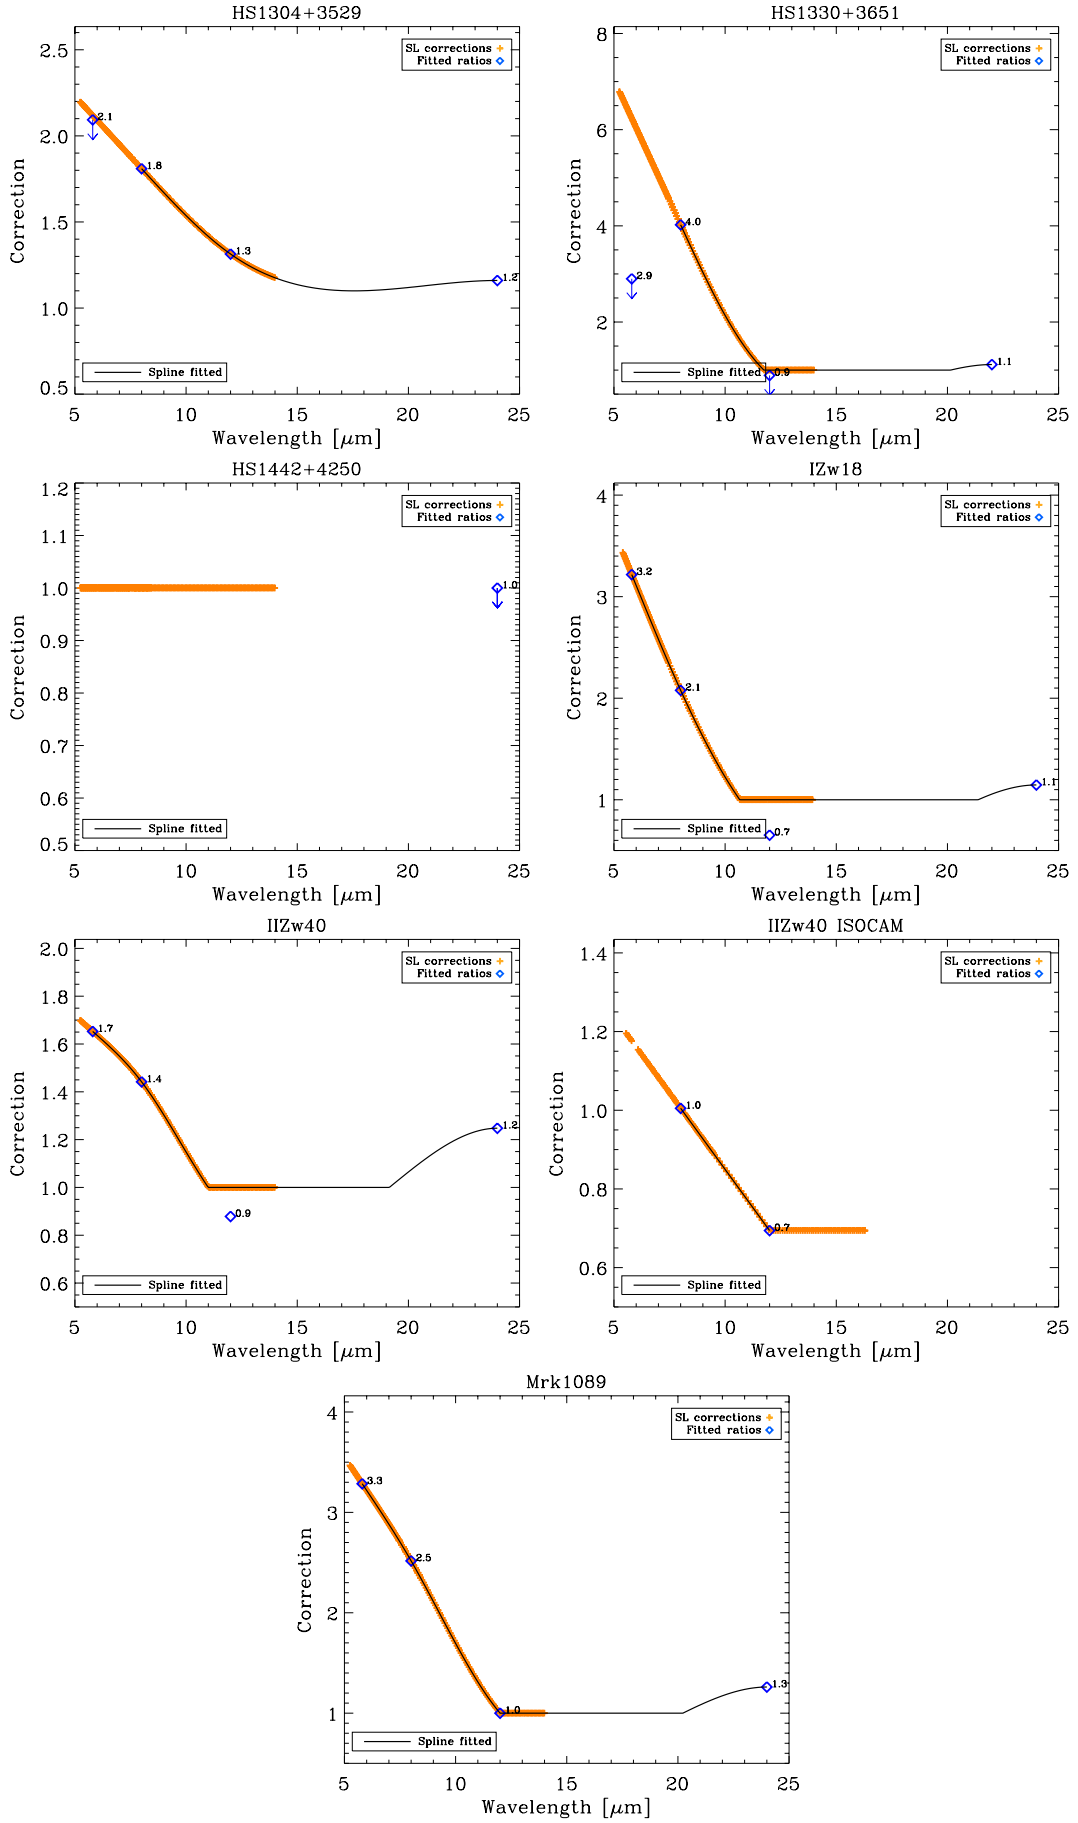 HS1304+3529
SL corrections
Fitted ratios
2.5
2.0
1.5
1.0
0.5
2.1
1.8
1.3
1.2
Spline fitted
Correction
5 10 15 20 25
Wavelength [μm]
HS1330+3651
SL corrections
Fitted ratios
8
6
4
2
4.0
2.9
0.9
1.1
Spline fitted
Correction
5 10 15 20 25
Wavelength [μm]
HS1442+4250
SL corrections
Fitted ratios
1.2
1.1
1.0
0.9
0.8
0.7
0.6
0.5
1.0
Spline fitted
Correction
5 10 15 20 25
Wavelength [μm]
IZw18
SL corrections
Fitted ratios
4
3
2
1
3.2
2.1
0.7
1.1
Spline fitted
Correction
5 10 15 20 25
Wavelength [μm]
IIZw40
SL corrections
Fitted ratios
2.0
1.8
1.6
1.4
1.2
1.0
0.8
0.6
1.7
1.4
0.9
1.2
Spline fitted
Correction
5 10 15 20 25
Wavelength [μm]
IIZw40 ISOCAM
SL corrections
Fitted ratios
1.4
1.2
1.0
0.8
0.6
1.0
0.7
Spline fitted
Correction
5 10 15 20 25
Wavelength [μm]
Mrk1089
SL corrections
Fitted ratios
4
3
2
1
3.3
2.5
1.0
1.3
Spline fitted
Correction
5 10 15 20 25
Wavelength [μm]